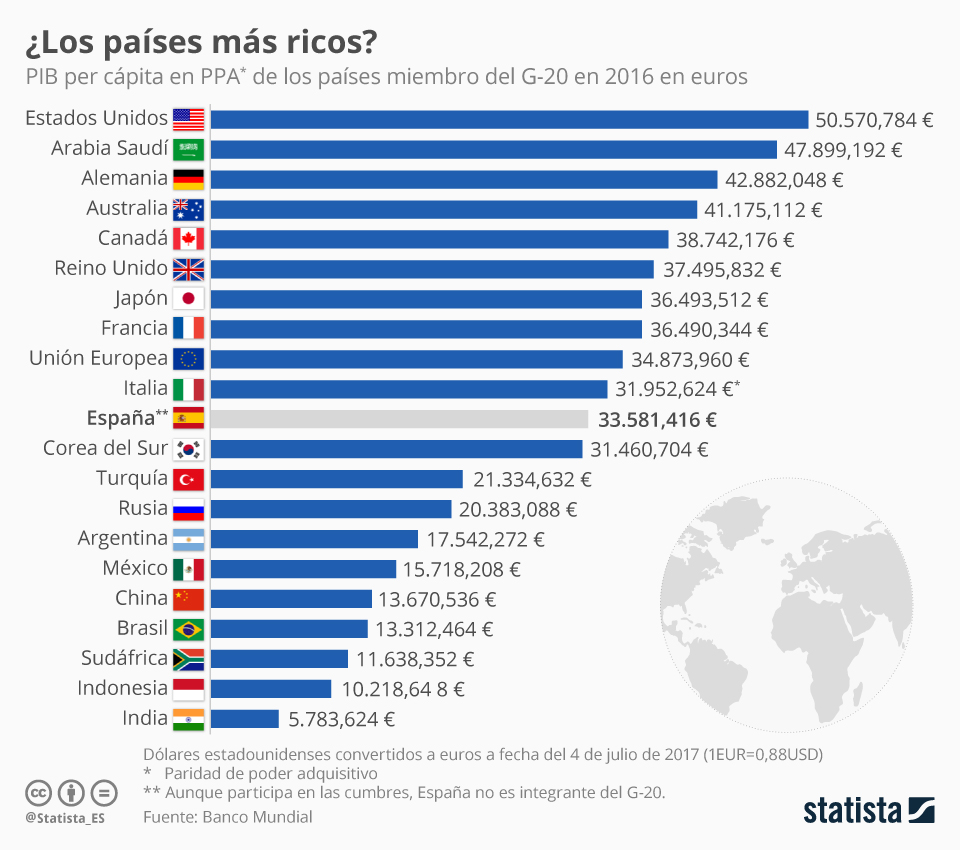 ¿Los países más ricos?
PIB per cápita en PPA* de los países miembro del G-20 en 2016 en euros
Estados Unidos 50.570,784 €
Arabia Saudí 47.899,192 €
Alemania 42.882,048 €
Australia 41.175,112 €
Canadá 38.742,176 €
Reino Unido 37.495,832 €
Japón 36.493,512 €
Francia 36.490,344 €
Unión Europea 34.873,960 €
Italia 31.952,624 €*
España** 33.581,416 €
Corea del Sur 31.460,704 €
Turquía 21.334,632 €
Rusia 20.383,088 €
Argentina 17.542,272 €
México 15.718,208 €
China 13.670,536 €
Brasil 13.312,464 €
Sudáfrica 11.638,352 €
Indonesia 10.218,64 8 €
India 5.783,624 €
Dólares estadounidenses convertidos a euros a fecha del 4 de julio de 2017 (1EUR=0,88USD)
* Paridad de poder adquisitivo
** Aunque participa en las cumbres, España no es integrante del G-20.
Fuente: Banco Mundial
cc
@Statista_ES
statista